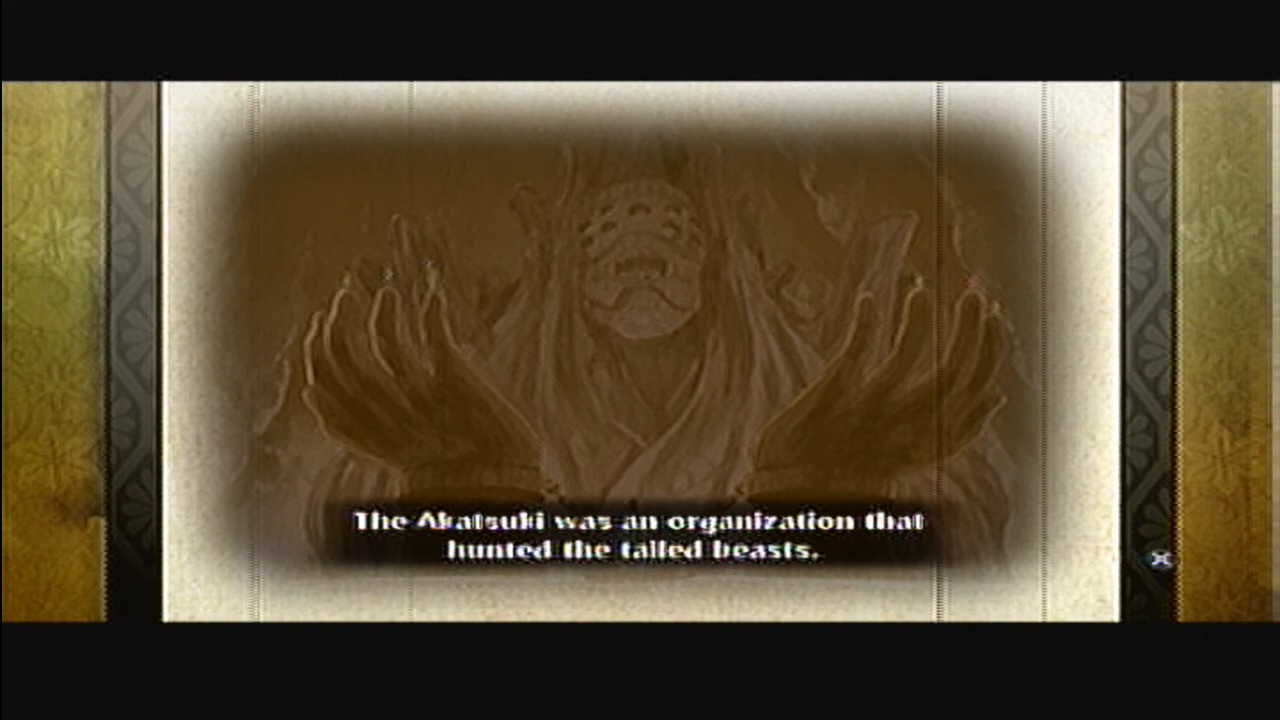 The Akatsuki was an organization that
hunted the tailed beasts.